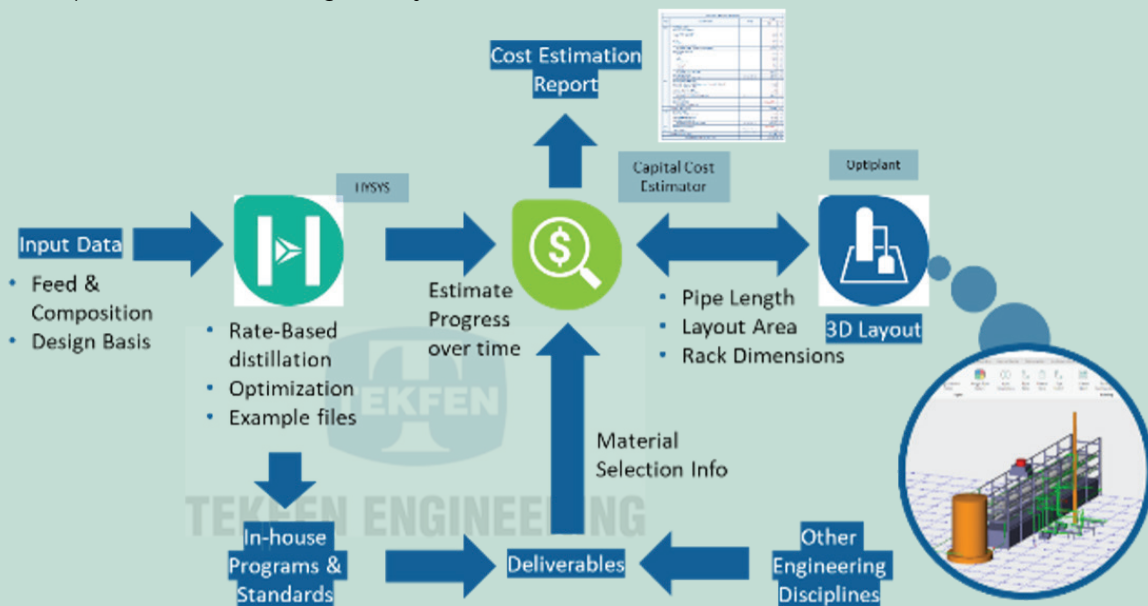 Cost Estimation
Report
HYSYS
Capital Cost
Estimator
Optiplant
Input Data
• Feed &
Composition
• Design Basis
• Rate-Based
distillation
• Optimization
• Example files
Estimate
Progress
over time
$
• Pipe Length
• Layout Area
• Rack Dimensions
3D Layout
TEKFEN
TEKFEN ENGINEERING
Material
Selection Info
In-house
Programs &
Standards
Deliverables
Other
Engineering
Disciplines